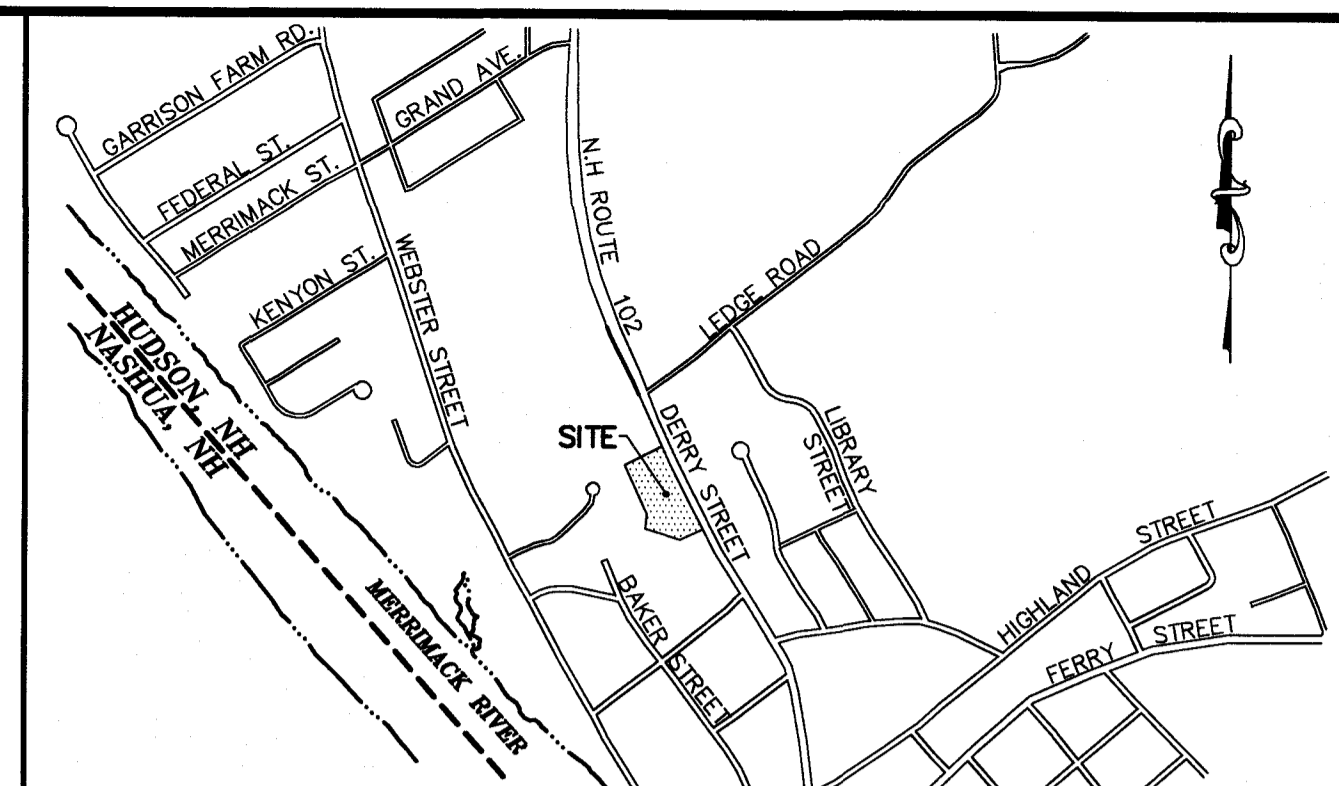 GARRISON FARM RD.
GRAND AVE.
FEDERAL ST.
MERRIMACK ST.
N.H ROUTE 102
KENYON ST.
WEBSTER STREET
LEDGE ROAD
HUDSON, NH
NASHUA, NH
SITE
DERRY STREET
LIBRARY
STREET
HIGHLAND STREET
BAKER STREET
MERRIMACK RIVER
FERRY STREET